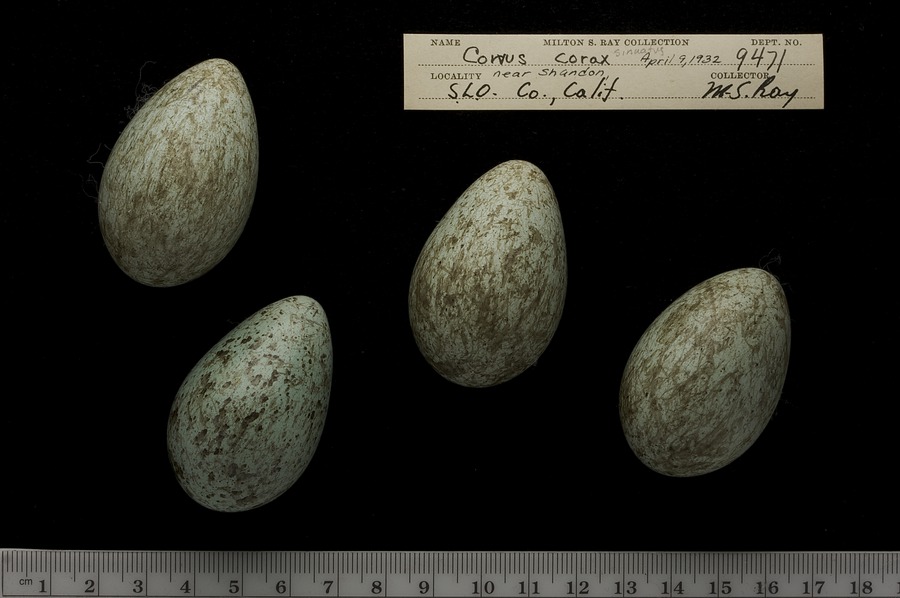 NAME MILTON S. RAY COLLECTION DEPT. NO.
Corvus corax sinuatus April 9, 1932 9471
LOCALITY near Shandon, COLLECTOR
S.L.O. Co., Calif. M.S. Ray
cm 1 2 3 4 5 6 7 8 9 10 11 12 13 14 15 16 17 18